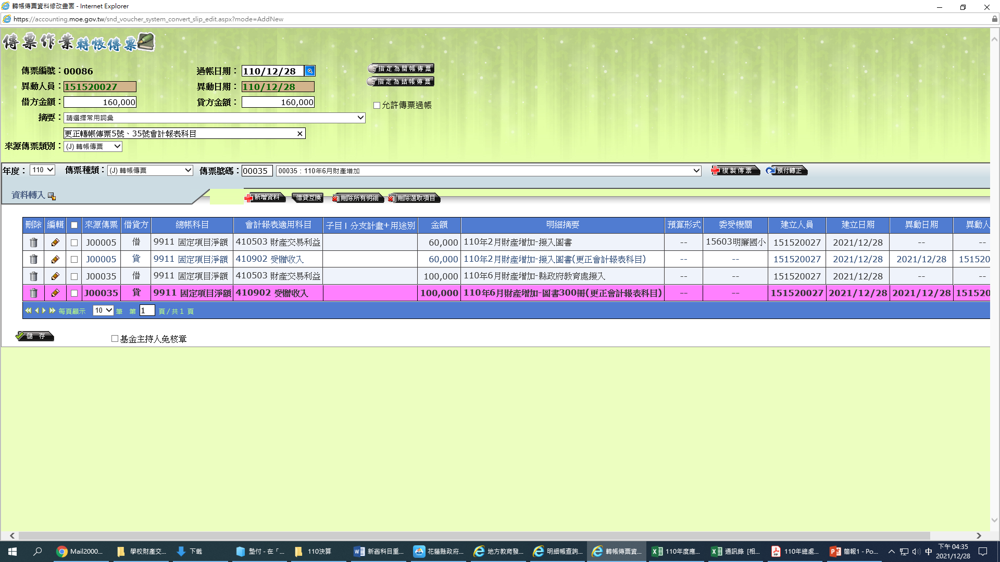 轉帳傳票資料修改畫面 - Internet Explorer
https://accounting.moe.gov.tw/snd_voucher_system_convert_slip_edit.aspx?mode=AddNew
傳票作業 轉帳傳票
傳票編號：00086 過帳日期：110/12/28 指定為開帳傳票
異動人員：151520027 異動日期：110/12/28 指定為結帳傳票
借方金額：160,000 貸方金額：160,000 允許傳票過帳
摘要：請選擇常用詞彙
更正轉帳傳票5號、35號會計報表科目
來源傳票類別：(J) 轉帳傳票
年度：110 傳票種類：(J) 轉帳傳票 傳票號碼：00035 00035：110年6月財產增加 複製傳票 預付轉正
資料轉入 新增資料 借貸互換 刪除所有明細 刪除選取項目
刪除 編輯 來源傳票 借貸方 總帳科目 會計報表適用科目 子目 | 分支計畫+用途別 金額 明細摘要 預算形式 委受機關 建立人員 建立日期 異動日期 異動人
J00005 借 9911 固定項目淨額 410503 財產交易利益 60,000 110年2月財產增加-撥入圖書 -- 15603明廉國小 151520027 2021/12/28 -- --
J00005 貸 9911 固定項目淨額 410902 受贈收入 60,000 110年2月財產增加-撥入圖書(更正會計報表科目) -- -- 151520027 2021/12/28 2021/12/28 151520
J00035 借 9911 固定項目淨額 410503 財產交易利益 100,000 110年6月財產增加-縣政府教育處撥入 -- -- 151520027 2021/12/28 -- --
J00035 貸 9911 固定項目淨額 410902 受贈收入 100,000 110年6月財產增加-圖書300冊(更正會計報表科目) -- -- 151520027 2021/12/28 2021/12/28 151520
每頁顯示 10 筆 第 1 頁 / 共 1 頁
儲存 基金主持人免核章
Mail2000... 學校財產交... 下載 墊付 - 在「... 110決算 新舊科目重... 花蓮縣政府... 地方教育發... 明細帳查詢... 轉帳傳票資... 110年度應... 通訊錄 [相... 110年總處... 簡報1 - Po... 中 下午 04:35
2021/12/28